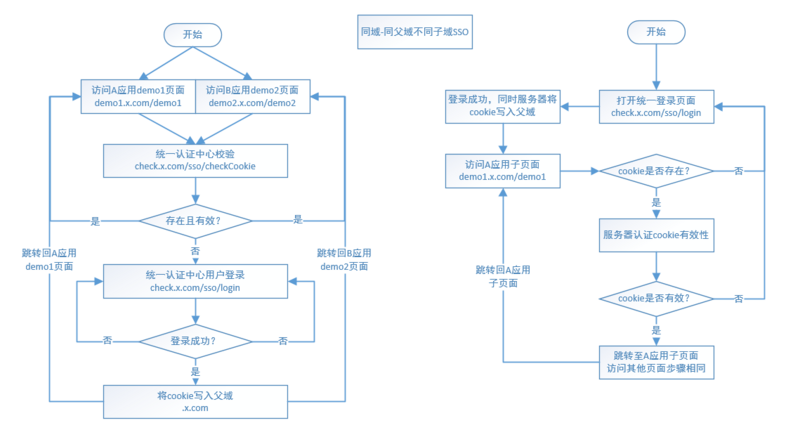 同域-同父域不同子域SSO
开始
访问A应用demo1页面
demo1.x.com/demo1
访问B应用demo2页面
demo2.x.com/demo2
统一认证中心校验
check.x.com/sso/checkCookie
存在且有效？
是
是
否
跳转回A应用
demo1页面
跳转回B应用
demo2页面
统一认证中心用户登录
check.x.com/sso/login
登录成功？
否
否
是
将cookie写入父域
.x.com
开始
打开统一登录页面
check.x.com/sso/login
登录成功，同时服务器将
cookie写入父域
访问A应用子页面
demo1.x.com/demo1
cookie是否存在？
否
是
服务器认证cookie有效性
跳转回A应用
子页面
cookie是否有效？
否
是
跳转至A应用子页面
访问其他页面步骤相同